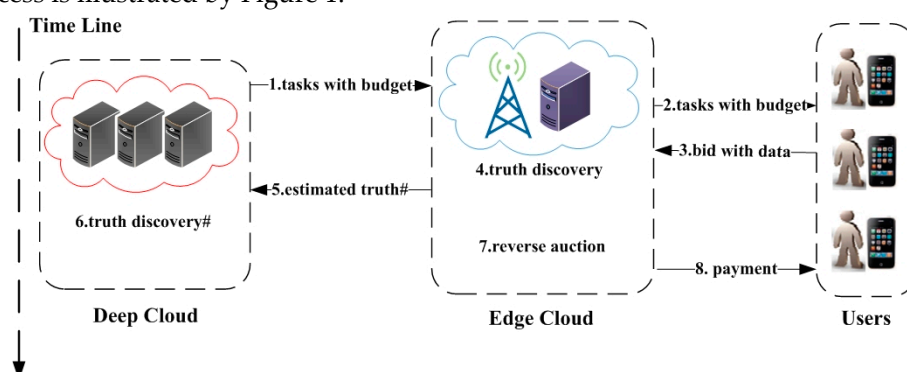 cess is illustrated by Figure 1.
Time Line
1.tasks with budget
2.tasks with budget
3.bid with data
4.truth discovery
5.estimated truth#
6.truth discovery#
7.reverse auction
8. payment
Deep Cloud
Edge Cloud
Users